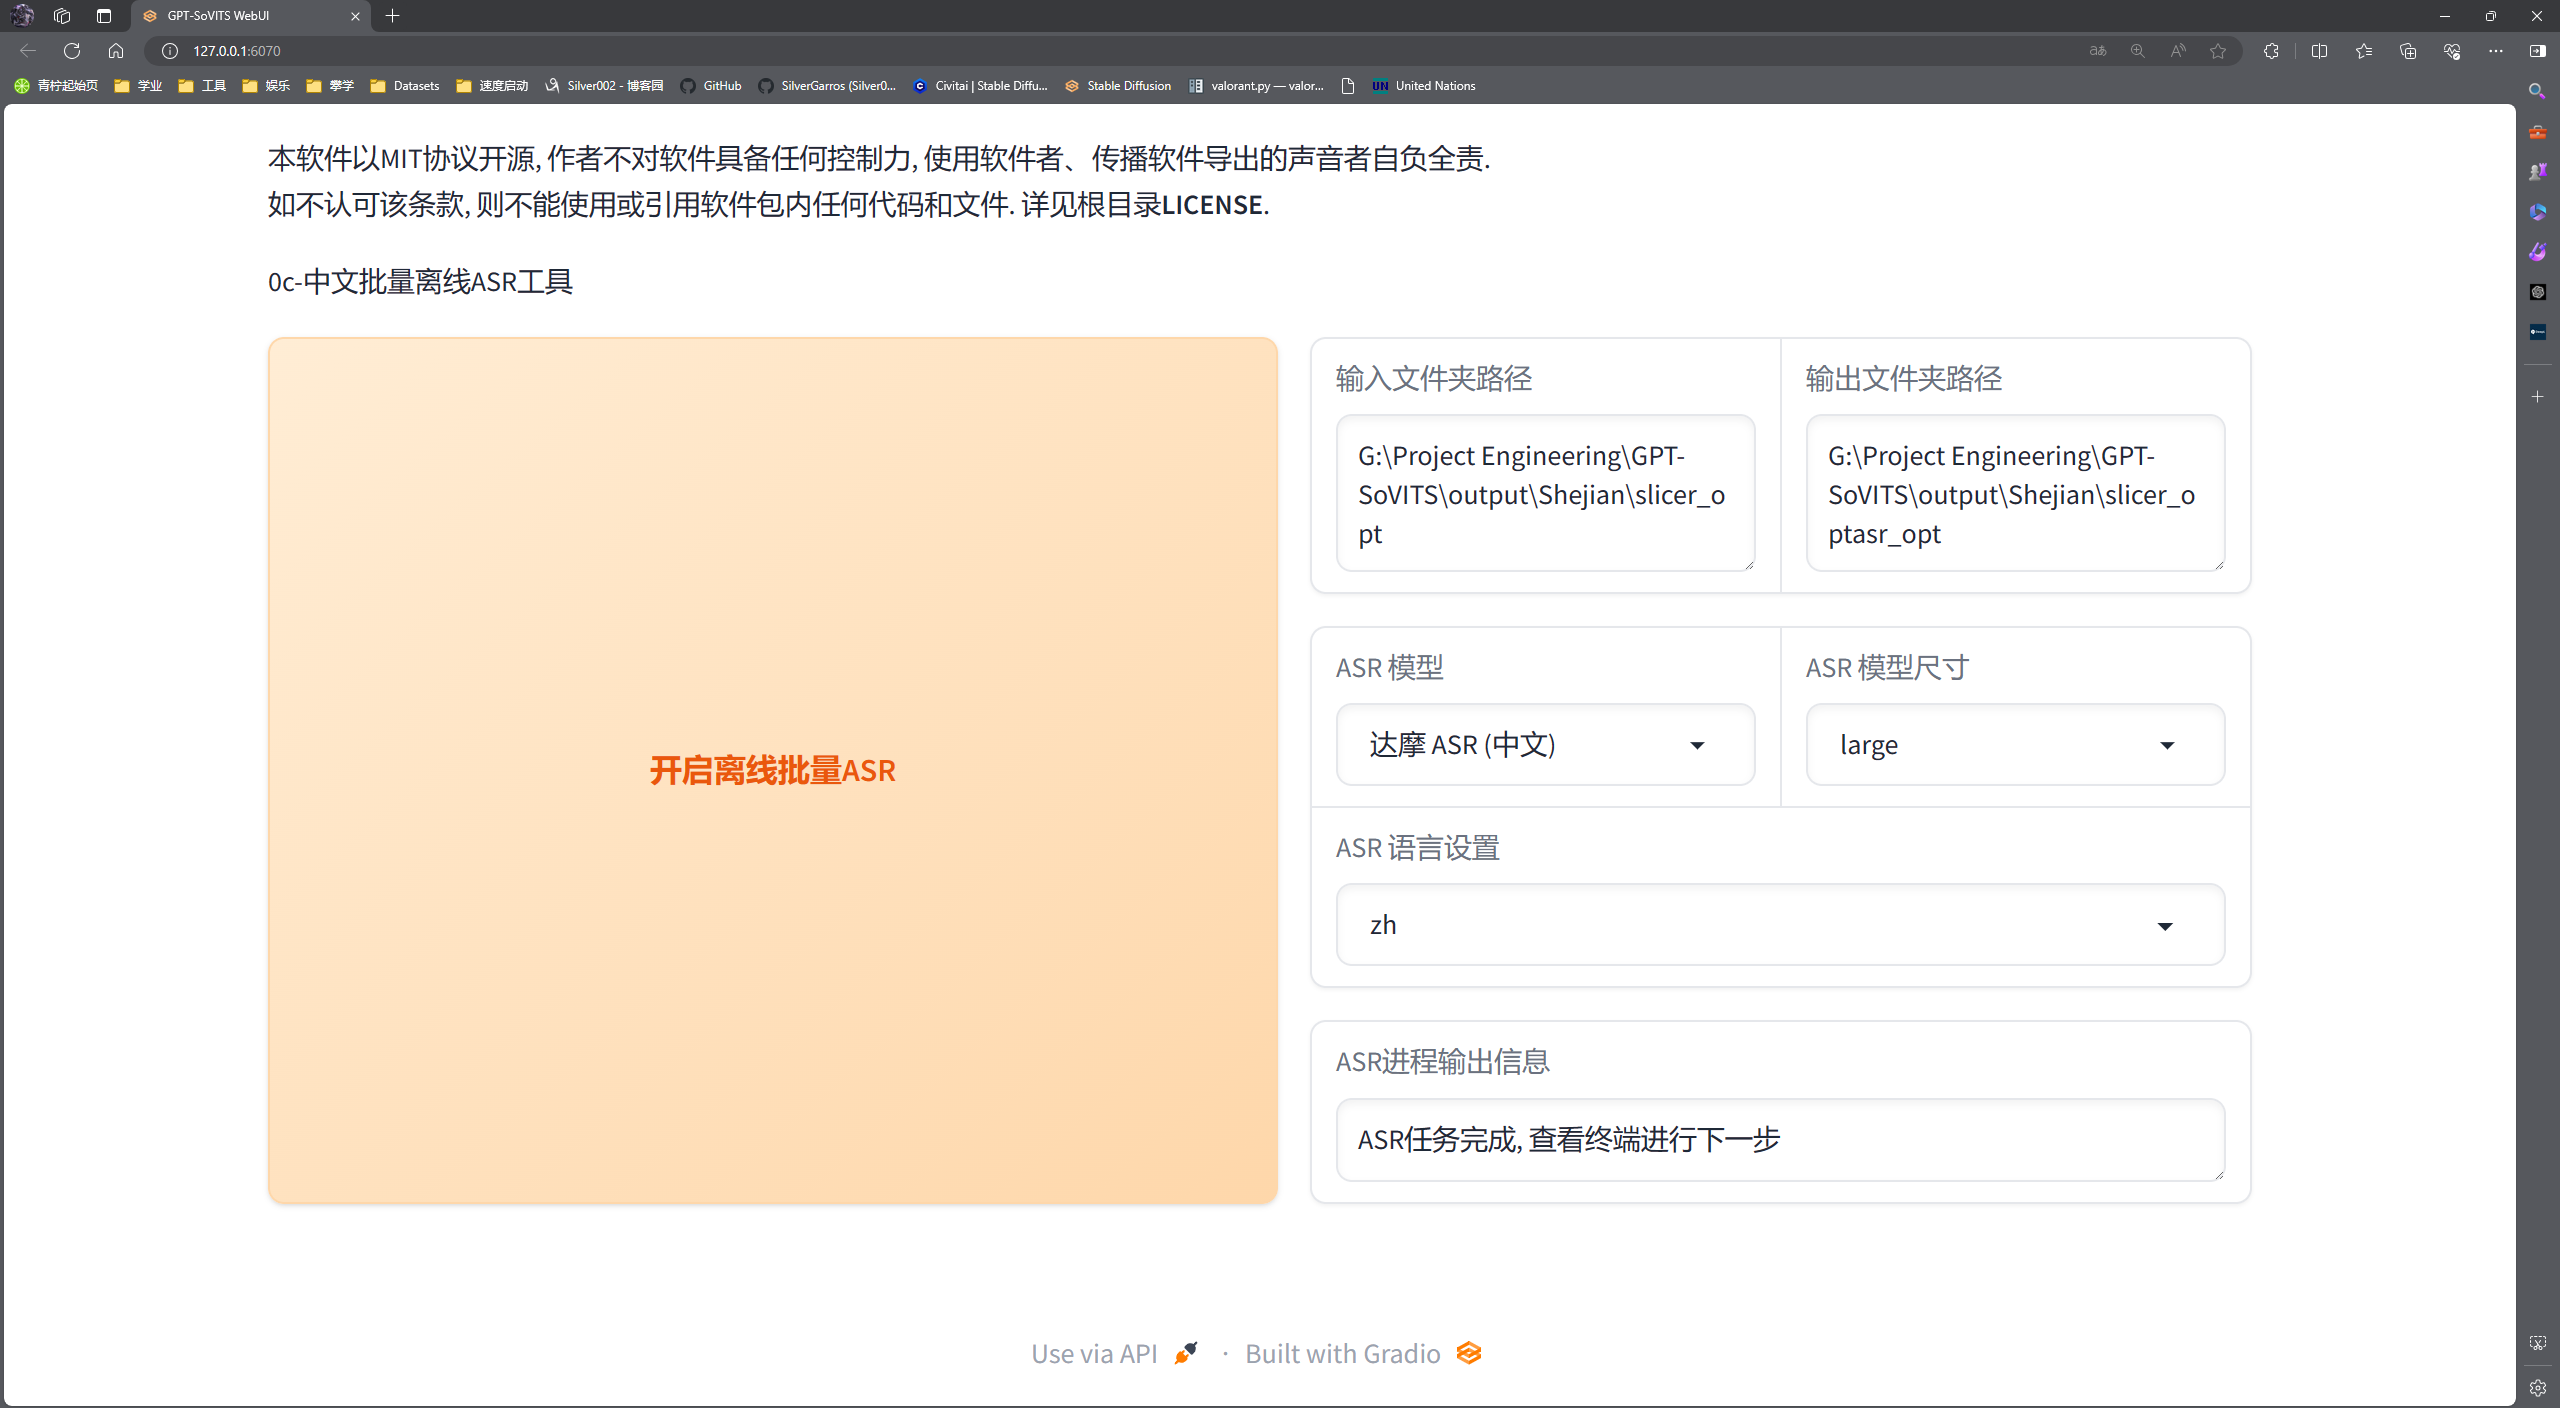 GPT-SoVITS WebUI
127.0.0.1:6070
青柠起始页 学业 工具 娱乐 攀学 Datasets 速度启动 Silver002 - 博客园 GitHub SilverGarros (Silver0... Civitai | Stable Diffu... Stable Diffusion valorant.py — valor... United Nations
本软件以MIT协议开源, 作者不对软件具备任何控制力, 使用软件者、传播软件导出的声音者自负全责.
如不认可该条款, 则不能使用或引用软件包内任何代码和文件. 详见根目录LICENSE.
0c-中文批量离线ASR工具
开启离线批量ASR
输入文件夹路径
G:\Project Engineering\GPT-
SoVITS\output\Shejian\slicer_o
pt
输出文件夹路径
G:\Project Engineering\GPT-
SoVITS\output\Shejian\slicer_o
ptasr_opt
ASR 模型
达摩 ASR (中文)
ASR 模型尺寸
large
ASR 语言设置
zh
ASR进程输出信息
ASR任务完成, 查看终端进行下一步
Use via API · Built with Gradio